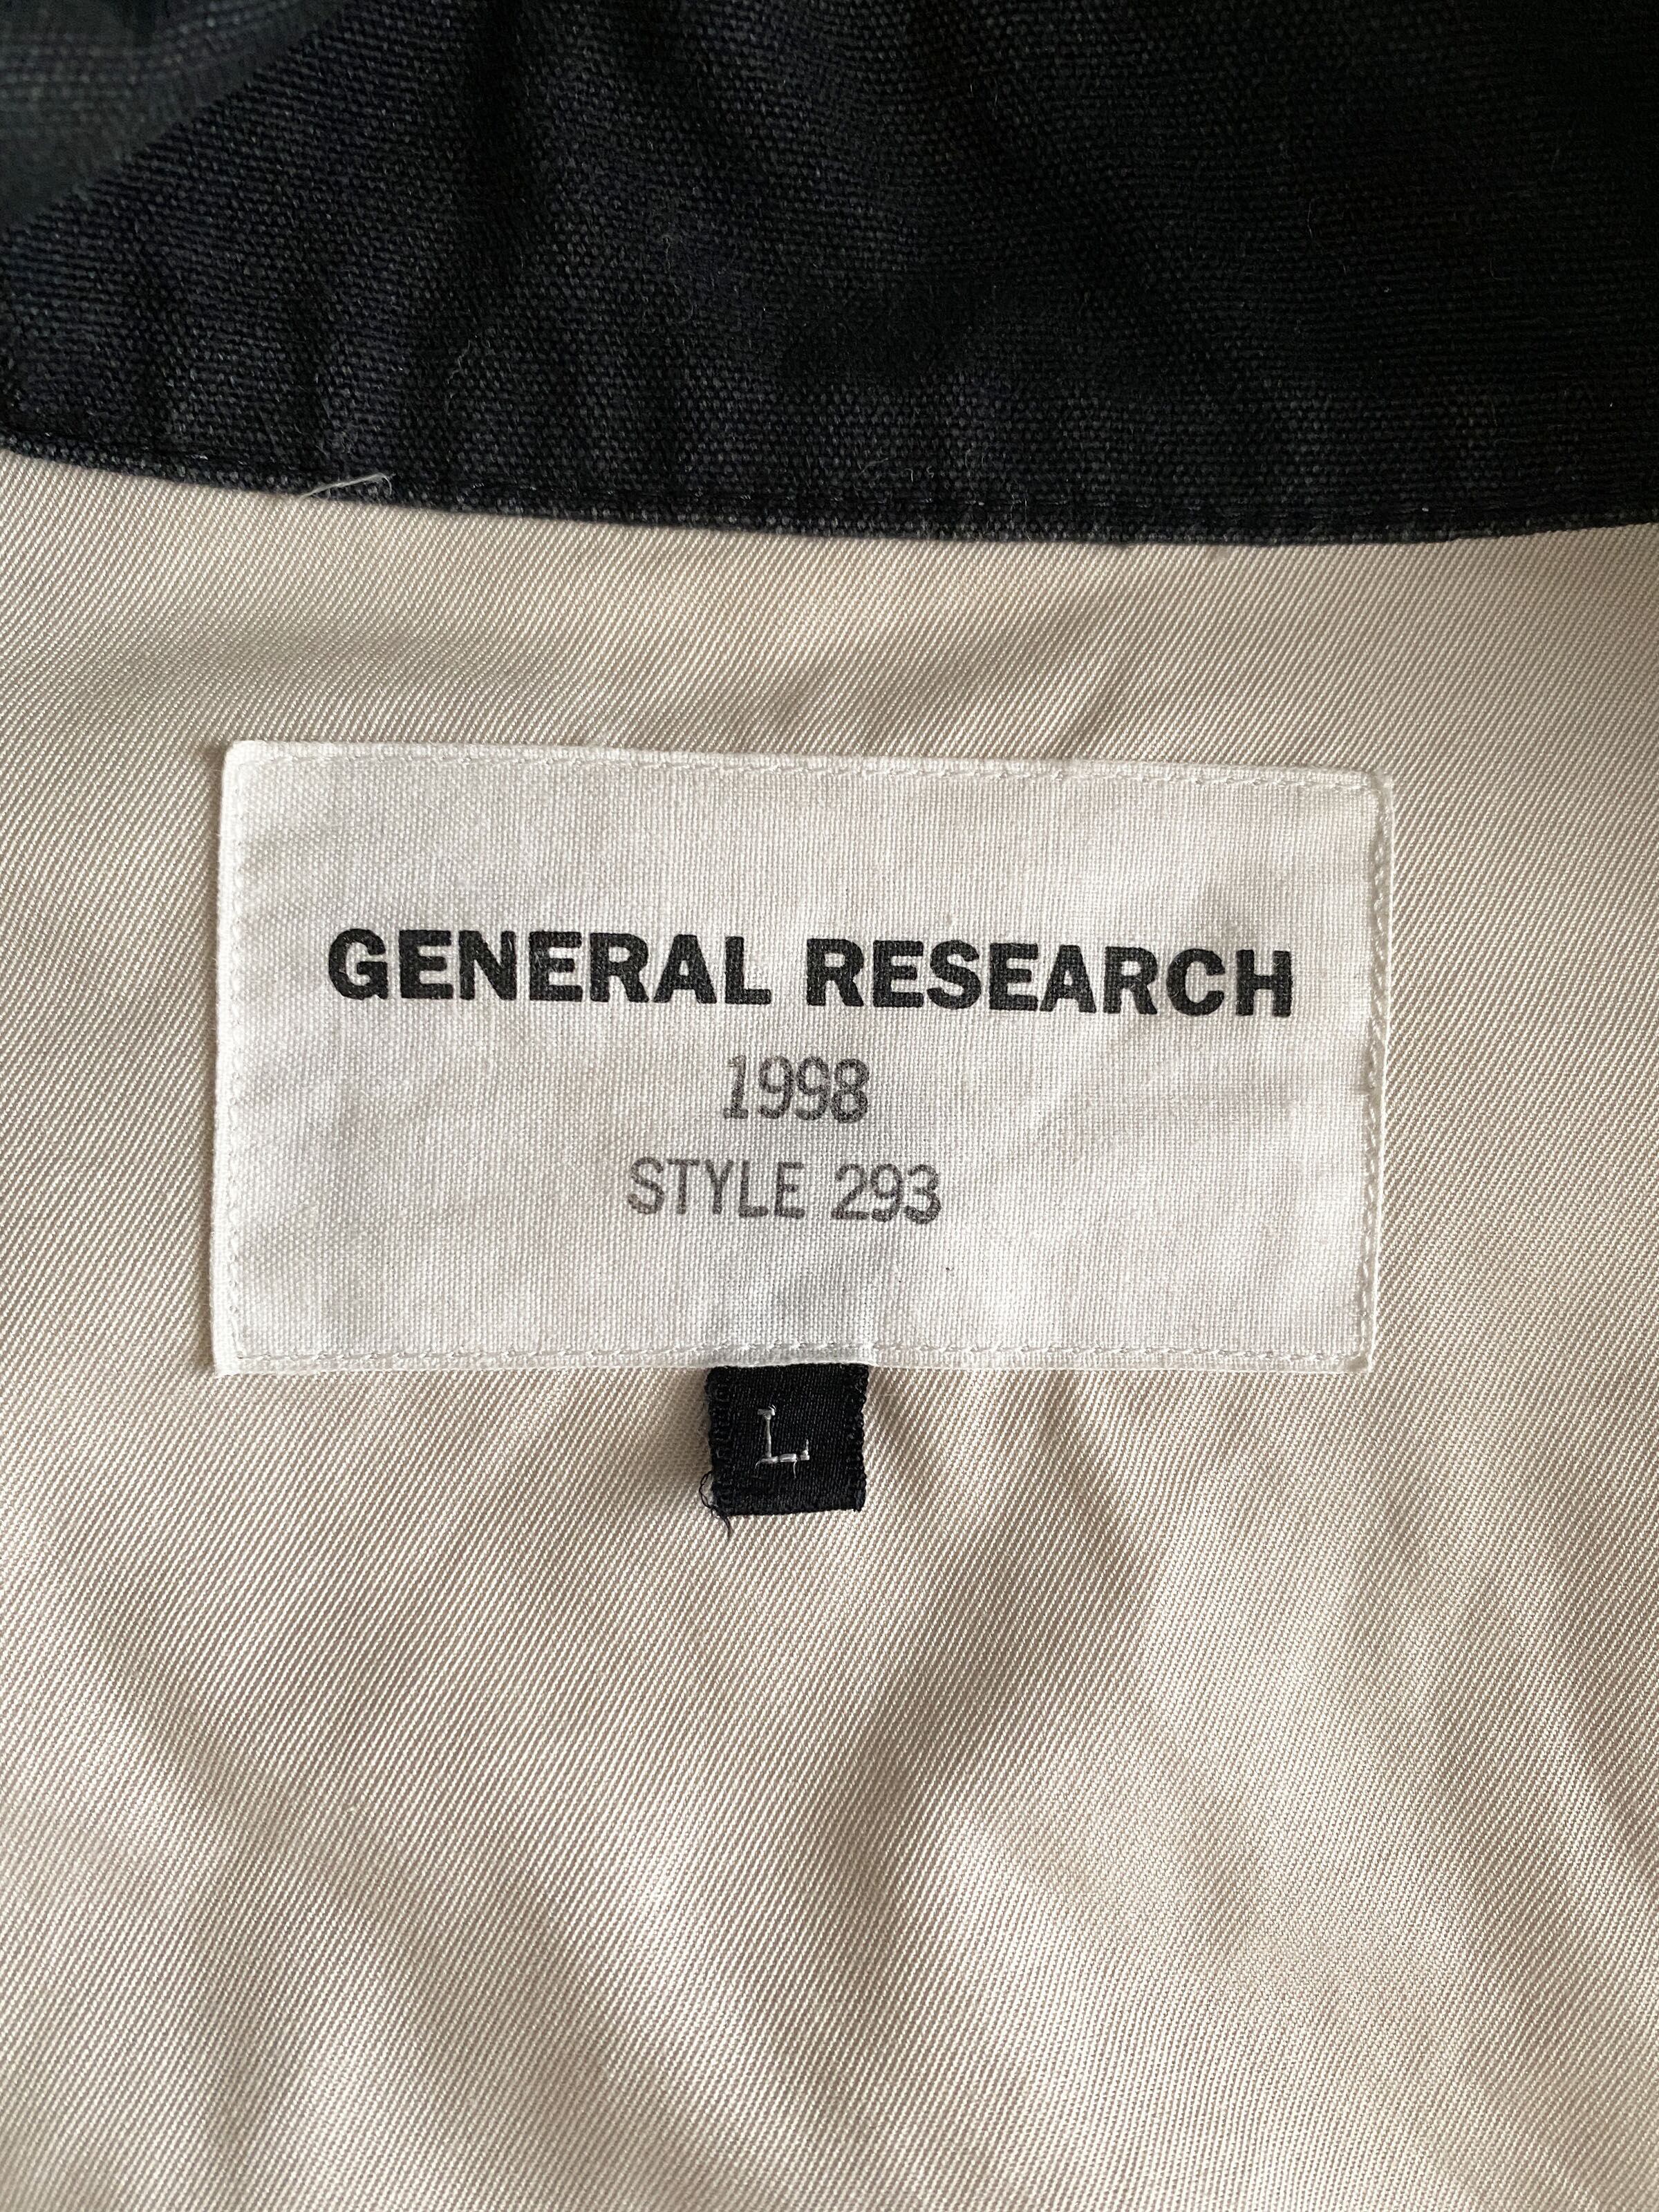 GENERAL RESEARCH
1998
STYLE 293
L